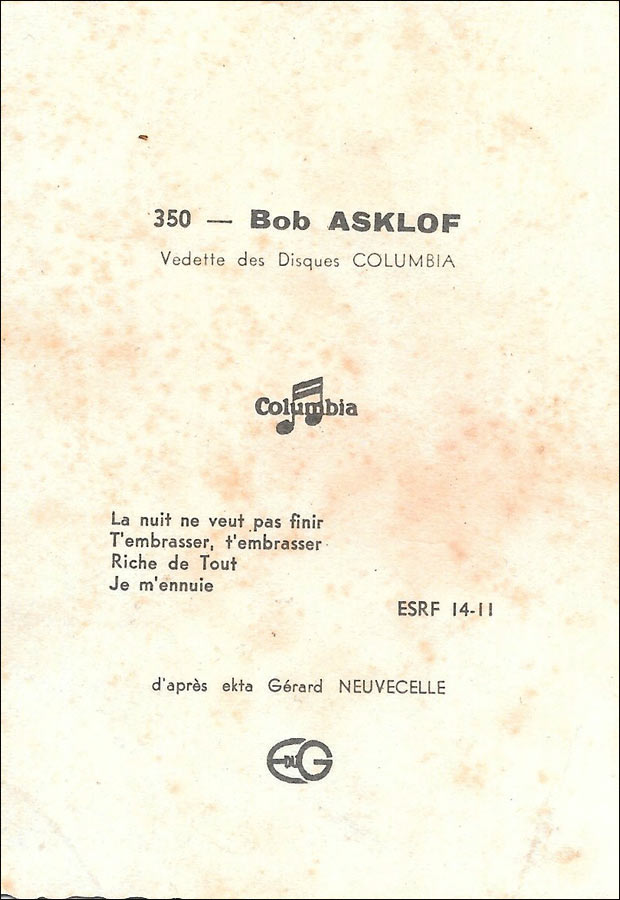 350 — Bob ASKLOF
Vedette des Disques COLUMBIA
Columbia
La nuit ne veut pas finir
T'embrasser, t'embrasser
Riche de Tout
Je m'ennuie
ESRF 14-11
d'après ekta Gérard NEUVECELLE
E DU G